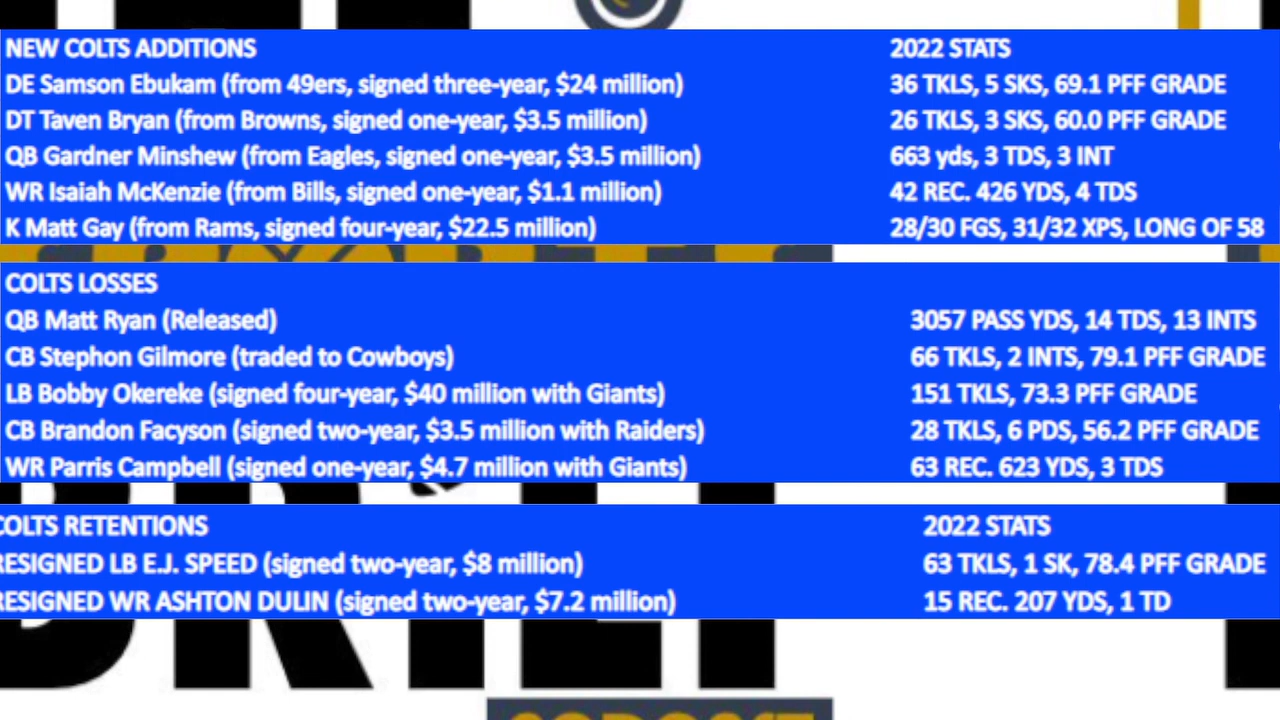 NEW COLTS ADDITIONS 2022 STATS
DE Samson Ebukam (from 49ers, signed three-year, $24 million) 36 TKLS, 5 SKS, 69.1 PFF GRADE
DT Taven Bryan (from Browns, signed one-year, $3.5 million) 26 TKLS, 3 SKS, 60.0 PFF GRADE
QB Gardner Minshew (from Eagles, signed one-year, $3.5 million) 663 yds, 3 TDS, 3 INT
WR Isaiah McKenzie (from Bills, signed one-year, $1.1 million) 42 REC. 426 YDS, 4 TDS
K Matt Gay (from Rams, signed four-year, $22.5 million) 28/30 FGS, 31/32 XPS, LONG OF 58
COLTS LOSSES
QB Matt Ryan (Released) 3057 PASS YDS, 14 TDS, 13 INTS
CB Stephon Gilmore (traded to Cowboys) 66 TKLS, 2 INTS, 79.1 PFF GRADE
LB Bobby Okereke (signed four-year, $40 million with Giants) 151 TKLS, 73.3 PFF GRADE
CB Brandon Facyson (signed two-year, $3.5 million with Raiders) 28 TKLS, 6 PDS, 56.2 PFF GRADE
WR Parris Campbell (signed one-year, $4.7 million with Giants) 63 REC. 623 YDS, 3 TDS
COLTS RETENTIONS 2022 STATS
RESIGNED LB E.J. SPEED (signed two-year, $8 million) 63 TKLS, 1 SK, 78.4 PFF GRADE
RESIGNED WR ASHTON DULIN (signed two-year, $7.2 million) 15 REC. 207 YDS, 1 TD